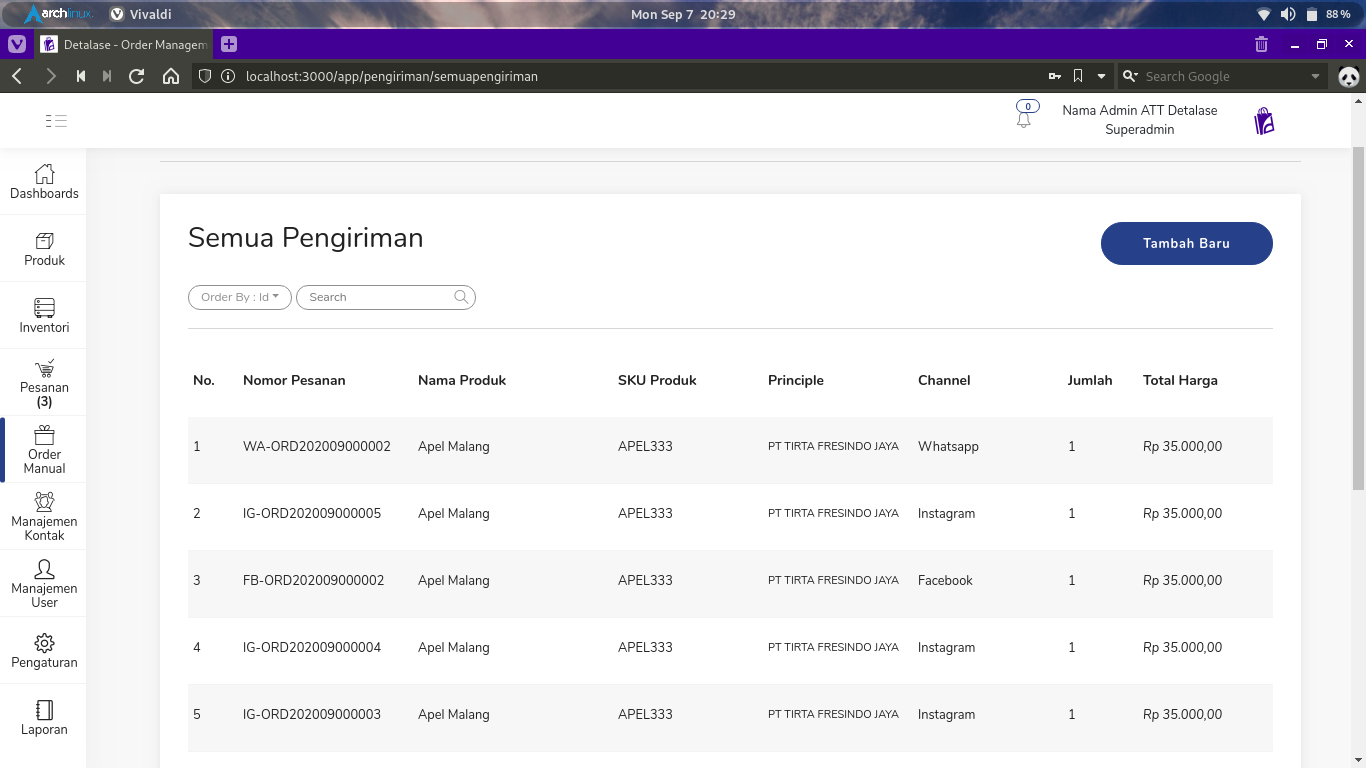 archlinux
Vivaldi
Mon Sep 7 20:29
88 %
Detalase - Order Managem
localhost:3000/app/pengiriman/semuapengiriman
Search Google
0
Nama Admin ATT Detalase
Superadmin
Dashboards
Produk
Inventori
Pesanan
(3)
Order
Manual
Manajemen
Kontak
Manajemen
User
Pengaturan
Laporan
Semua Pengiriman
Tambah Baru
Order By : Id
Search
No. Nomor Pesanan Nama Produk SKU Produk Principle Channel Jumlah Total Harga
1 WA-ORD202009000002 Apel Malang APEL333 PT TIRTA FRESINDO JAYA Whatsapp 1 Rp 35.000,00
2 IG-ORD202009000005 Apel Malang APEL333 PT TIRTA FRESINDO JAYA Instagram 1 Rp 35.000,00
3 FB-ORD202009000002 Apel Malang APEL333 PT TIRTA FRESINDO JAYA Facebook 1 Rp 35.000,00
4 IG-ORD202009000004 Apel Malang APEL333 PT TIRTA FRESINDO JAYA Instagram 1 Rp 35.000,00
5 IG-ORD202009000003 Apel Malang APEL333 PT TIRTA FRESINDO JAYA Instagram 1 Rp 35.000,00